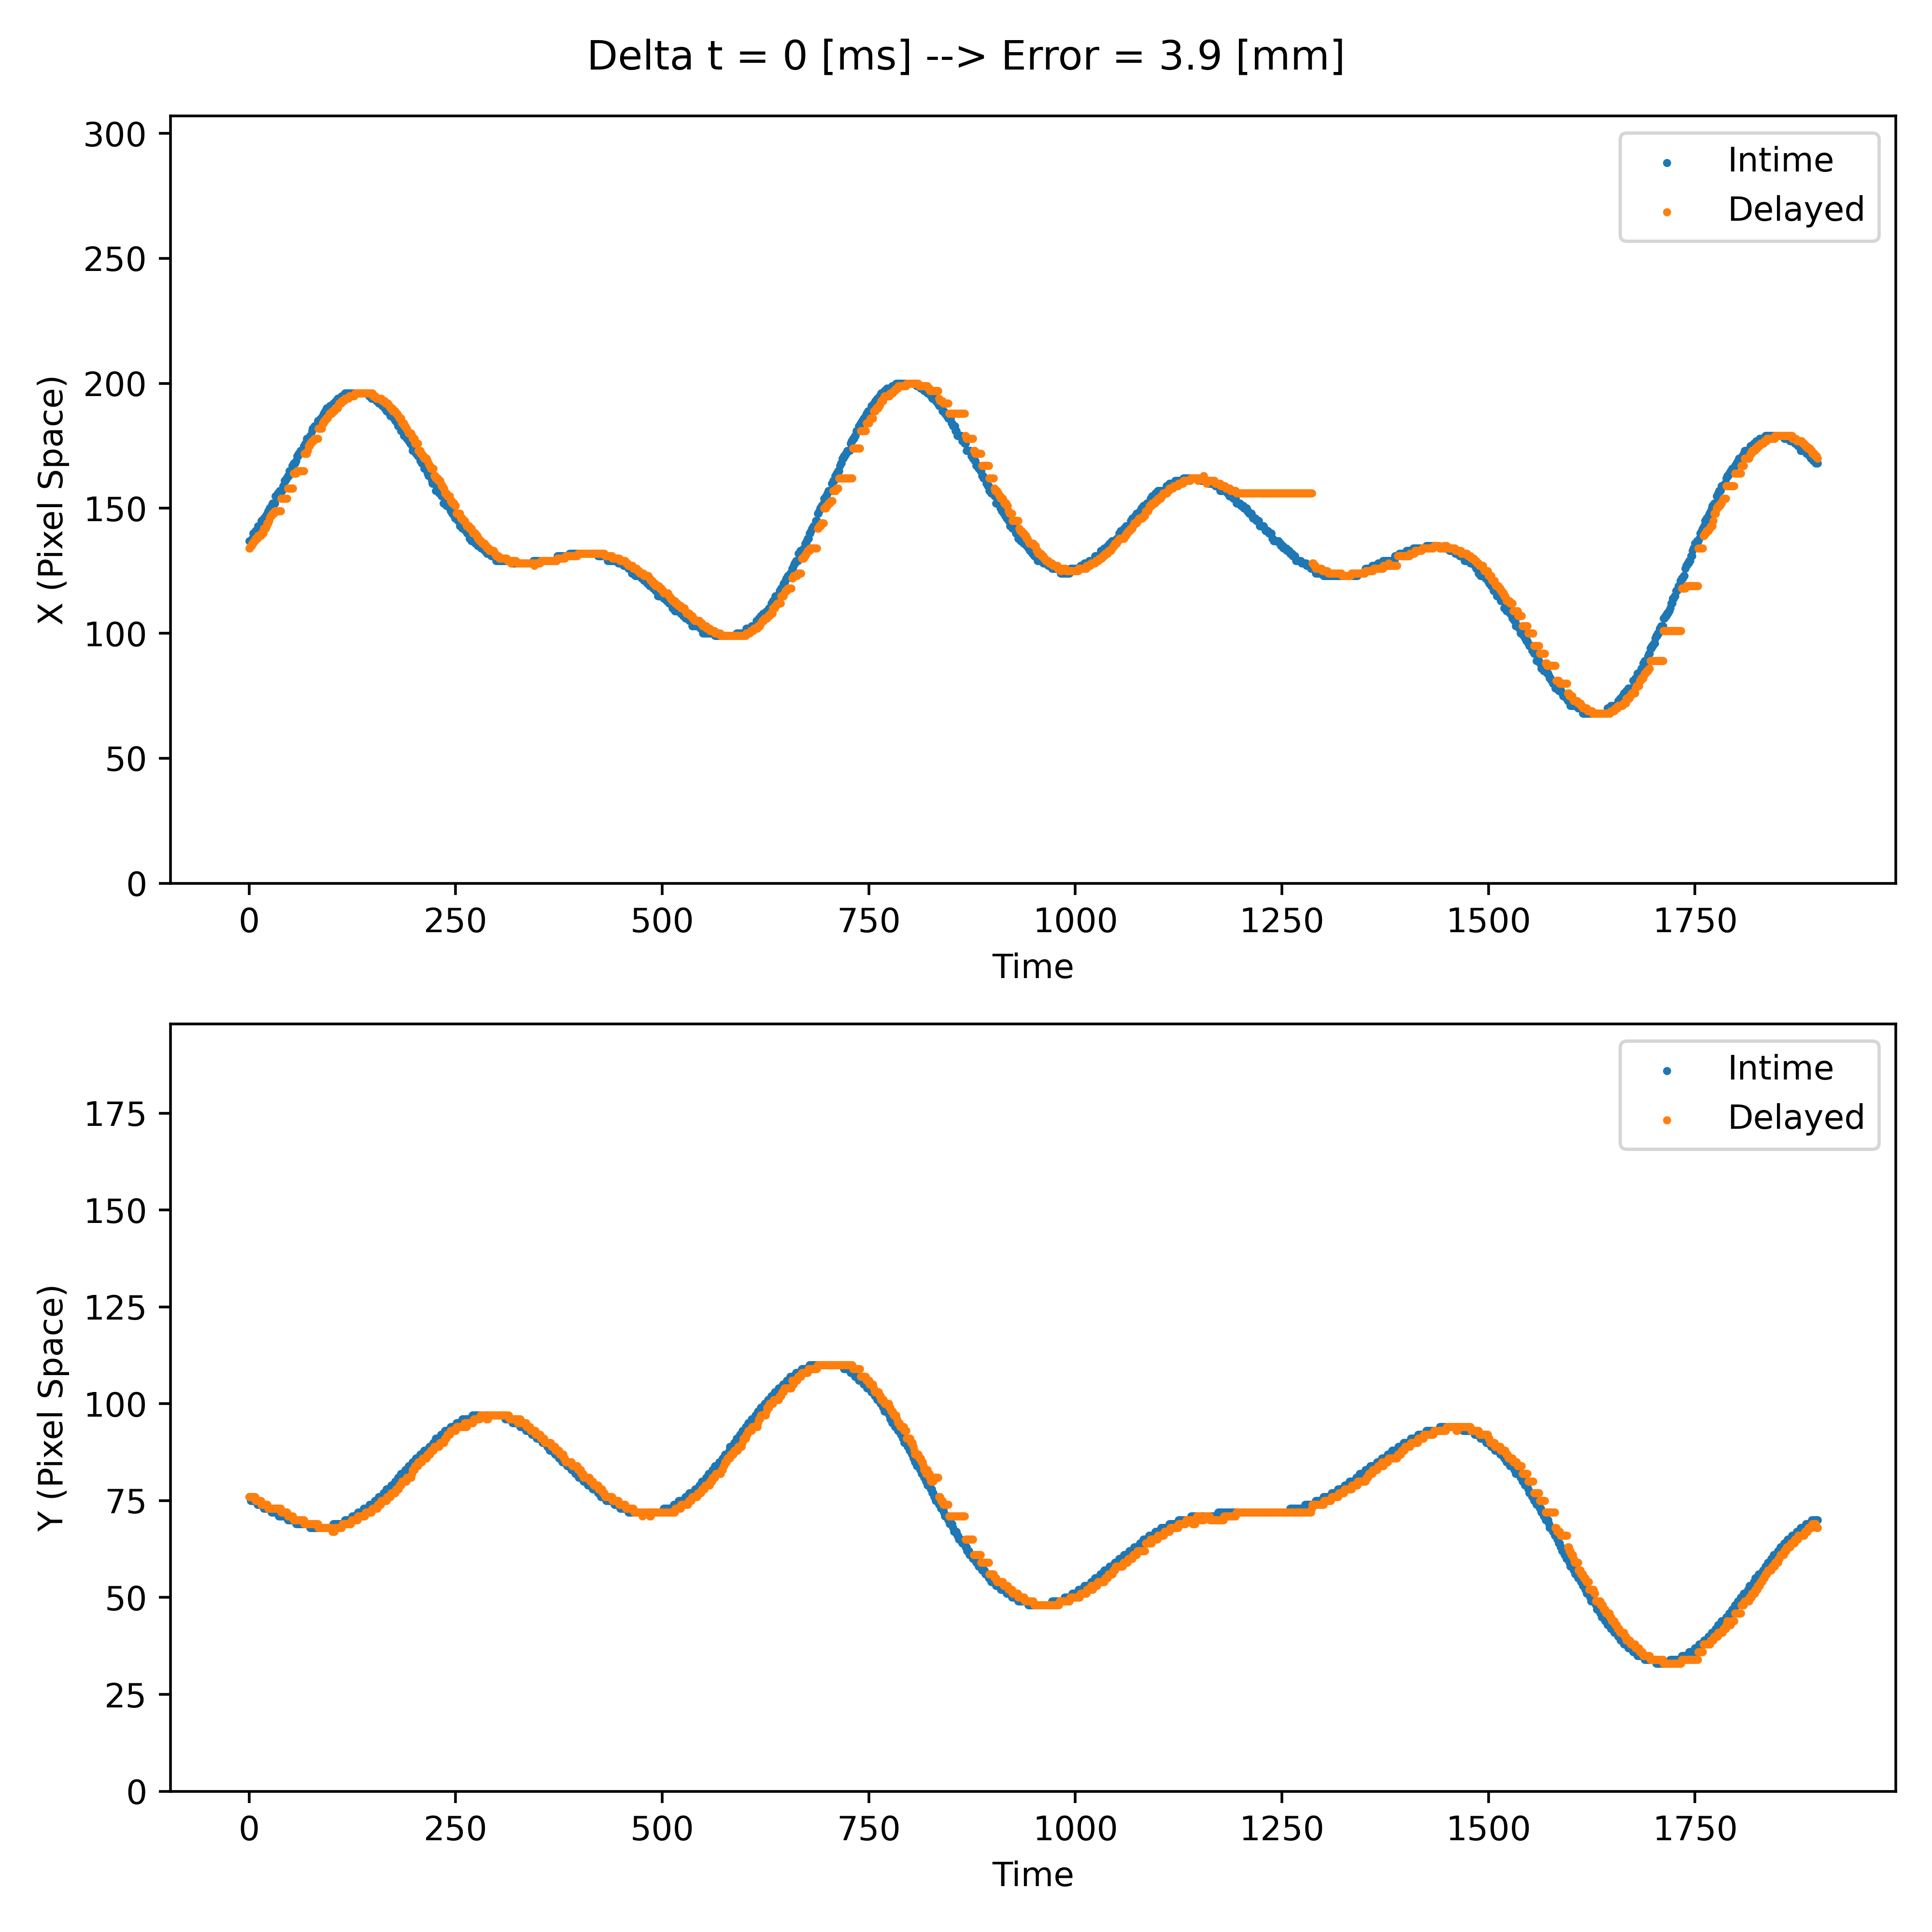 Delta t = 0 [ms] --> Error = 3.9 [mm]
300
250
200
150
100
50
0
X (Pixel Space)
Intime
Delayed
0 250 500 750 1000 1250 1500 1750
Time
175
150
125
100
75
50
25
0
Y (Pixel Space)
Intime
Delayed
0 250 500 750 1000 1250 1500 1750
Time